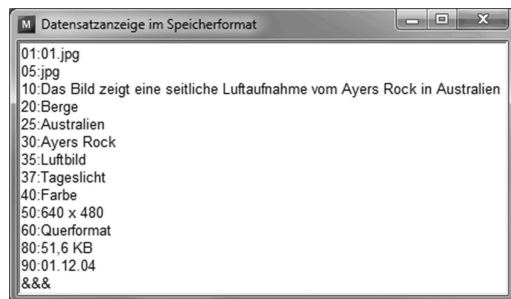 M Datensatzanzeige im Speicherformat
01:01.jpg
05:jpg
10:Das Bild zeigt eine seitliche Luftaufnahme vom Ayers Rock in Australien
20:Berge
25:Australien
30:Ayers Rock
35:Luftbild
37:Tageslicht
40:Farbe
50:640 x 480
60:Querformat
80:51,6 KB
90:01.12.04
&&&